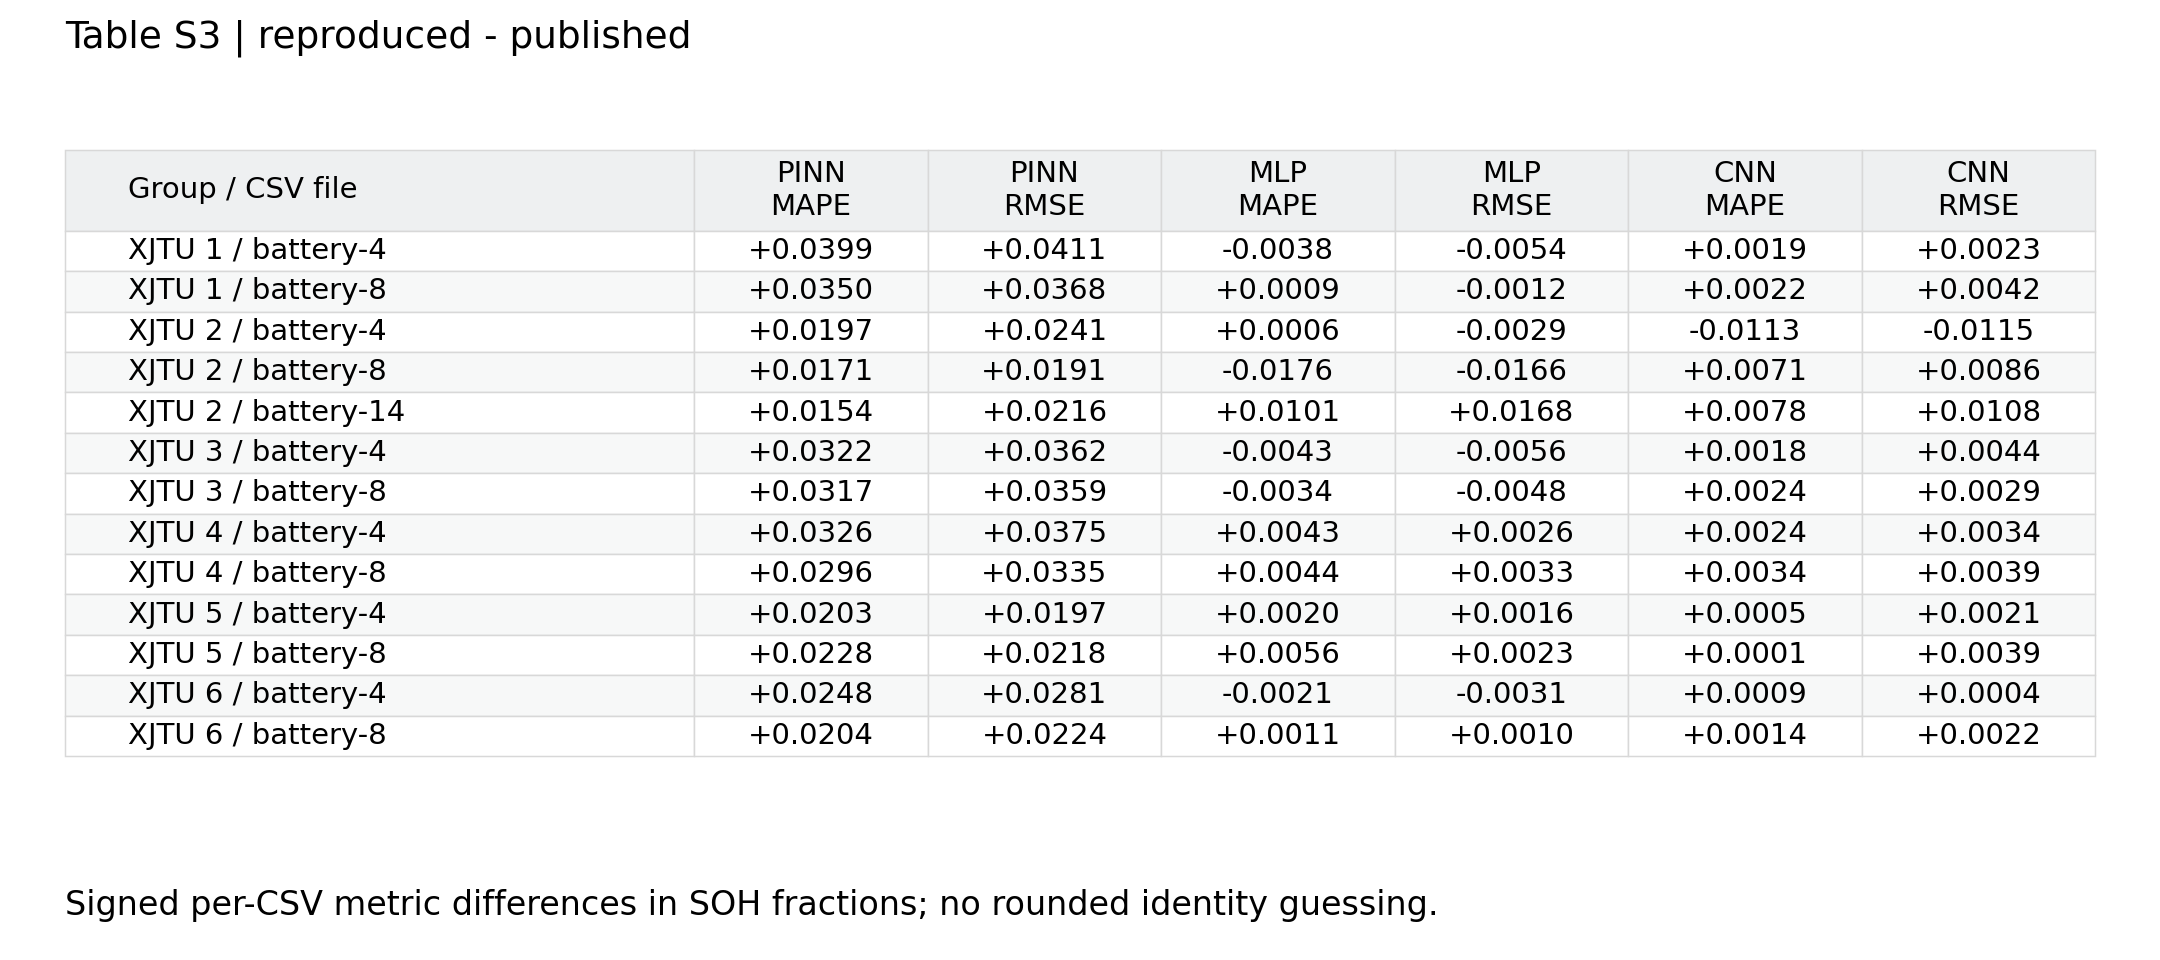 Table S3 | reproduced - published
Group / CSV file PINN MAPE PINN RMSE MLP MAPE MLP RMSE CNN MAPE CNN RMSE
XJTU 1 / battery-4 +0.0399 +0.0411 -0.0038 -0.0054 +0.0019 +0.0023
XJTU 1 / battery-8 +0.0350 +0.0368 +0.0009 -0.0012 +0.0022 +0.0042
XJTU 2 / battery-4 +0.0197 +0.0241 +0.0006 -0.0029 -0.0113 -0.0115
XJTU 2 / battery-8 +0.0171 +0.0191 -0.0176 -0.0166 +0.0071 +0.0086
XJTU 2 / battery-14 +0.0154 +0.0216 +0.0101 +0.0168 +0.0078 +0.0108
XJTU 3 / battery-4 +0.0322 +0.0362 -0.0043 -0.0056 +0.0018 +0.0044
XJTU 3 / battery-8 +0.0317 +0.0359 -0.0034 -0.0048 +0.0024 +0.0029
XJTU 4 / battery-4 +0.0326 +0.0375 +0.0043 +0.0026 +0.0024 +0.0034
XJTU 4 / battery-8 +0.0296 +0.0335 +0.0044 +0.0033 +0.0034 +0.0039
XJTU 5 / battery-4 +0.0203 +0.0197 +0.0020 +0.0016 +0.0005 +0.0021
XJTU 5 / battery-8 +0.0228 +0.0218 +0.0056 +0.0023 +0.0001 +0.0039
XJTU 6 / battery-4 +0.0248 +0.0281 -0.0021 -0.0031 +0.0009 +0.0004
XJTU 6 / battery-8 +0.0204 +0.0224 +0.0011 +0.0010 +0.0014 +0.0022
Signed per-CSV metric differences in SOH fractions; no rounded identity guessing.